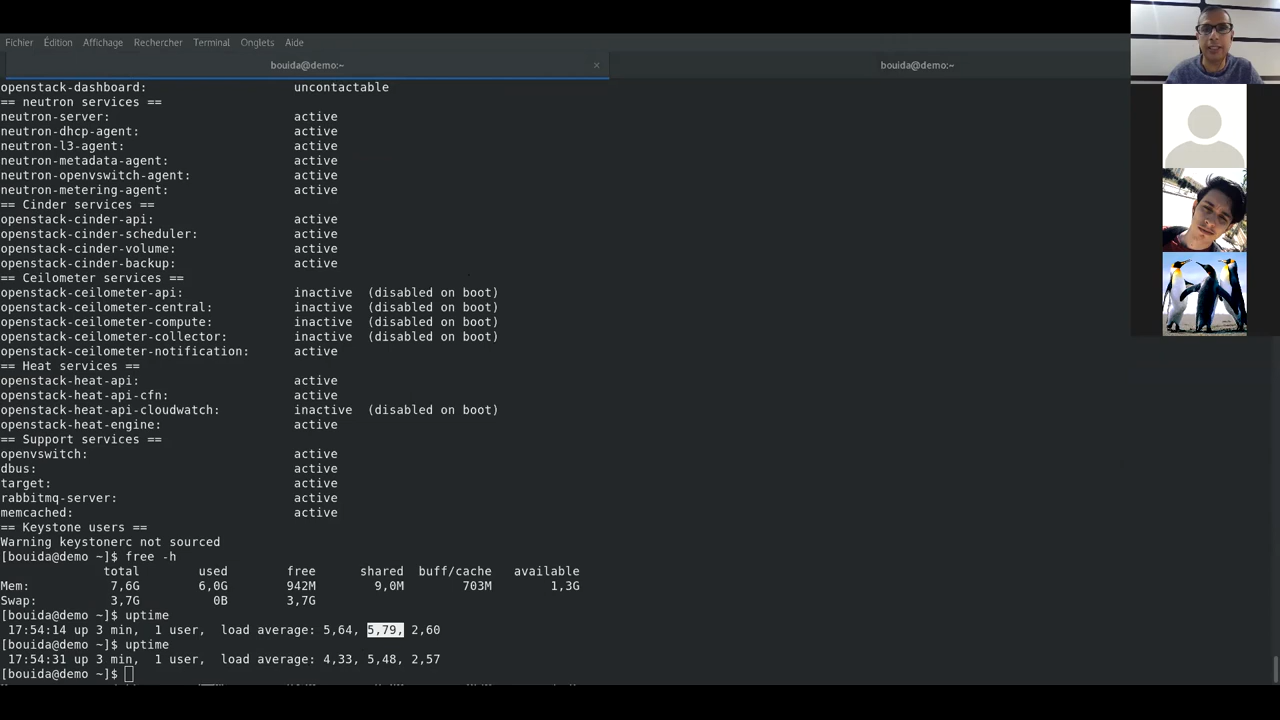 Fichier Édition Affichage Rechercher Terminal Onglets Aide
bouida@demo:~ × bouida@demo:~
openstack-dashboard: uncontactable
== neutron services ==
neutron-server: active
neutron-dhcp-agent: active
neutron-l3-agent: active
neutron-metadata-agent: active
neutron-openvswitch-agent: active
neutron-metering-agent: active
== Cinder services ==
openstack-cinder-api: active
openstack-cinder-scheduler: active
openstack-cinder-volume: active
openstack-cinder-backup: active
== Ceilometer services ==
openstack-ceilometer-api: inactive (disabled on boot)
openstack-ceilometer-central: inactive (disabled on boot)
openstack-ceilometer-compute: inactive (disabled on boot)
openstack-ceilometer-collector: inactive (disabled on boot)
openstack-ceilometer-notification: active
== Heat services ==
openstack-heat-api: active
openstack-heat-api-cfn: active
openstack-heat-api-cloudwatch: inactive (disabled on boot)
openstack-heat-engine: active
== Support services ==
openvswitch: active
dbus: active
target: active
rabbitmq-server: active
memcached: active
== Keystone users ==
Warning keystonerc not sourced
[bouida@demo ~]$ free -h
total used free shared buff/cache available
Mem: 7,6G 6,0G 942M 9,0M 703M 1,3G
Swap: 3,7G 0B 3,7G
[bouida@demo ~]$ uptime
17:54:14 up 3 min, 1 user, load average: 5,64, 5,79, 2,60
[bouida@demo ~]$ uptime
17:54:31 up 3 min, 1 user, load average: 4,33, 5,48, 2,57
[bouida@demo ~]$